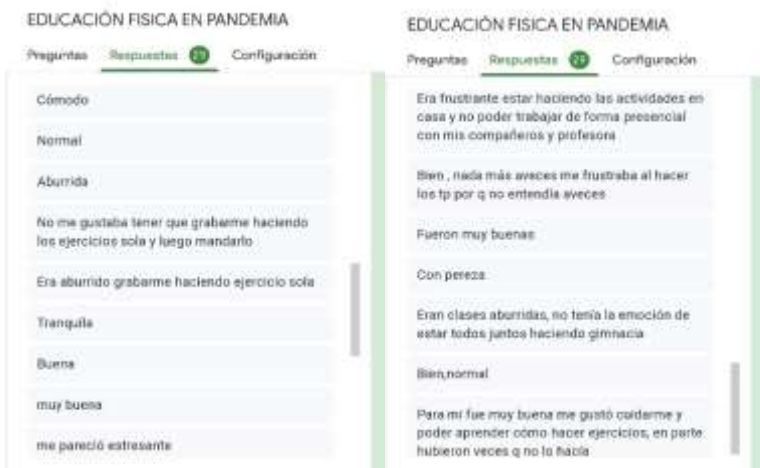 EDUCACIÓN FISICA EN PANDEMIA
Preguntas Respuestas 29 Configuración
Cómodo
Normal
Aburrida
No me gustaba tener que grabarme haciendo
los ejercicios sola y luego mandarlo
Era aburrido grabarme haciendo ejercicio sola
Tranquila
Buena
muy buena
me pareció estresante
EDUCACIÓN FISICA EN PANDEMIA
Preguntas Respuestas 29 Configuración
Era frustrante estar haciendo las actividades en
casa y no poder trabajar de forma presencial
con mis compañeros y profesora
Bien , nada más aveces me frustraba al hacer
los tp por q no entendía aveces
Fueron muy buenas
Con pereza
Eran clases aburridas, no tenía la emoción de
estar todos juntos haciendo gimnacia
Bien,normal
Para mi fue muy buena me gustó cuidarme y
poder aprender cómo hacer ejercicios, en parte
hubieron veces q no lo hacía